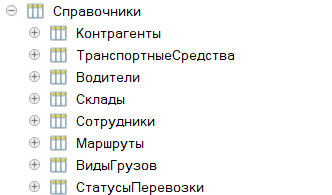 Справочники
Контрагенты
ТранспортныеСредства
Водители
Склады
Сотрудники
Маршруты
ВидыГрузов
СтатусыПеревозки